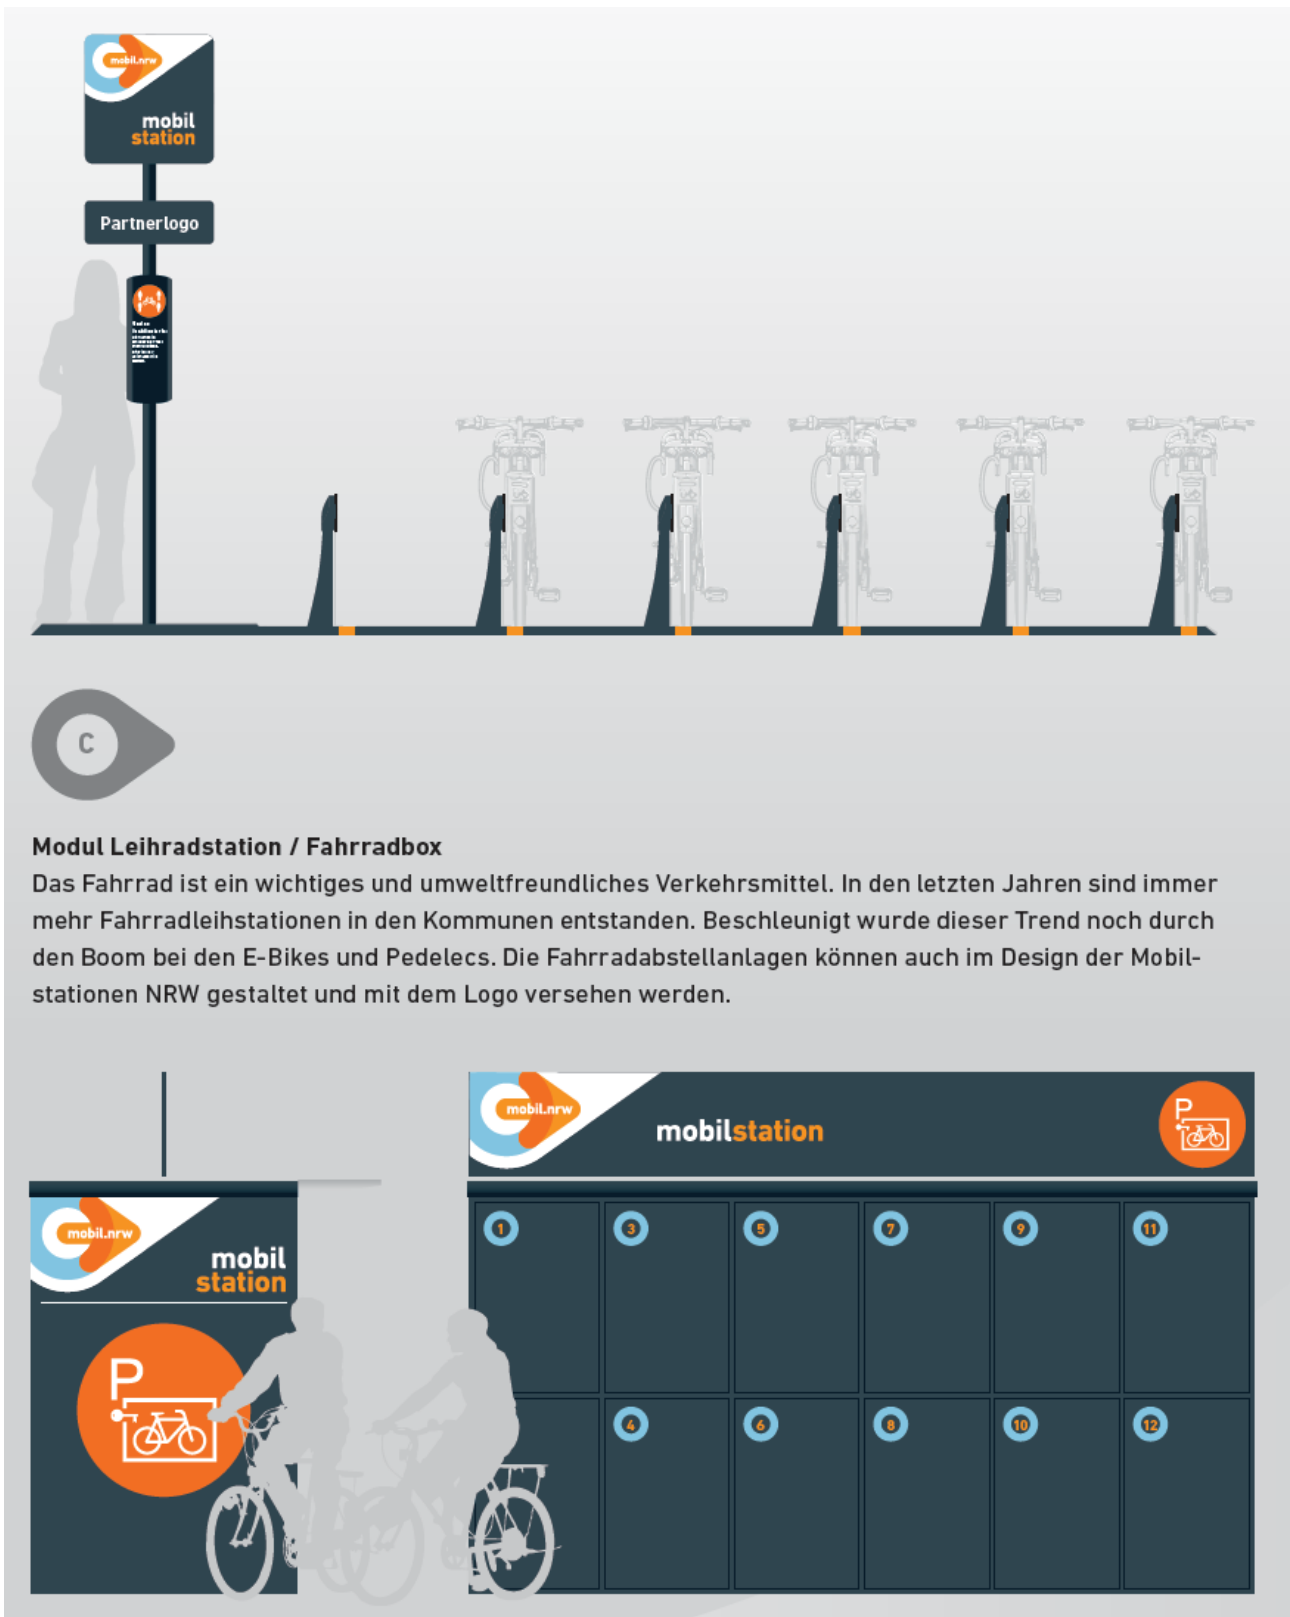 mobil.nrw
mobil
station
Partnerlogo
C
Modul Leihradstation / Fahrradbox
Das Fahrrad ist ein wichtiges und umweltfreundliches Verkehrsmittel. In den letzten Jahren sind immer
mehr Fahrradleihstationen in den Kommunen entstanden. Beschleunigt wurde dieser Trend noch durch
den Boom bei den E-Bikes und Pedelecs. Die Fahrradabstellanlagen können auch im Design der Mobil-
stationen NRW gestaltet und mit dem Logo versehen werden.
mobil.nrw
mobilstation
P
mobil.nrw
mobil
station
P
1 3 5 7 9 11
4 6 8 10 12